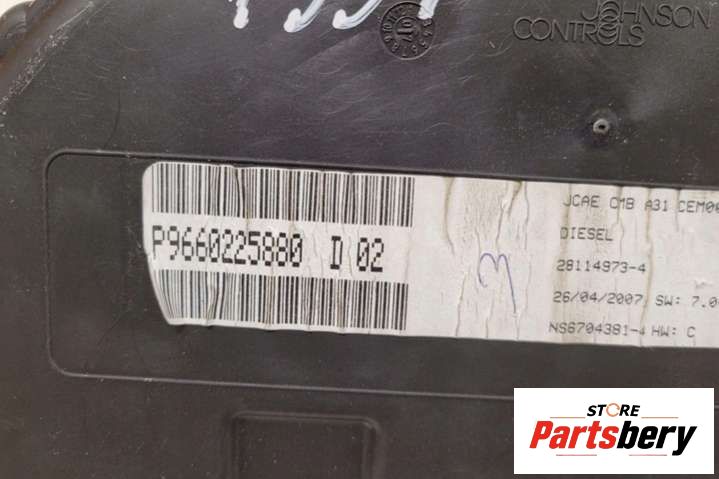 JOHNSON
CONTROLS
P9660225880 D 02
JCAE CMB A31
DIESEL
28114973-4
26/04/2007, SW: 7.0
NS6704381-4 HW: C
3
STORE
Partsbery